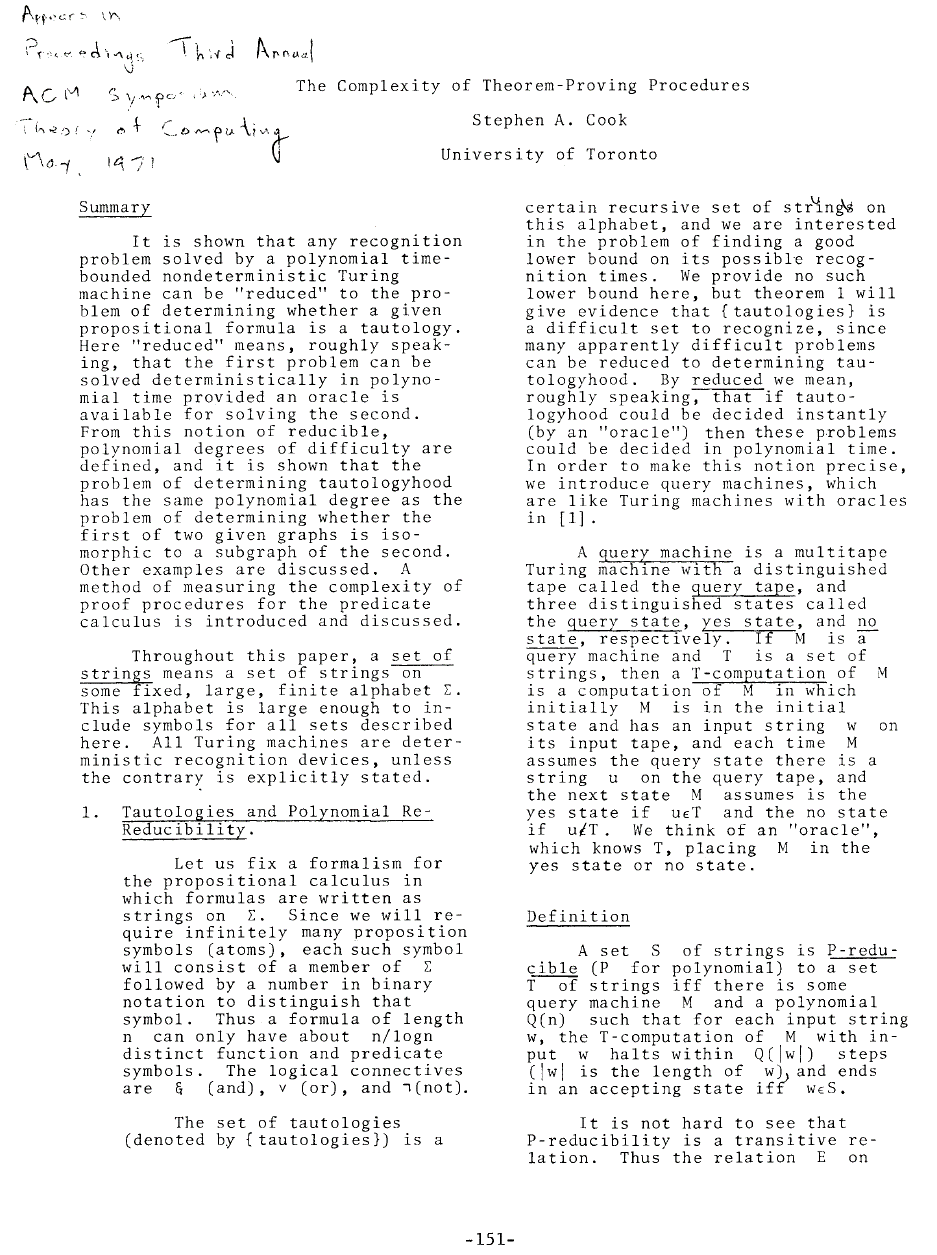 Appears in
Proceedings Third Annual
ACM Symposium
Theory of Computing
May, 1971
The Complexity of Theorem-Proving Procedures
Stephen A. Cook
University of Toronto
Summary
It is shown that any recognition
problem solved by a polynomial time-
bounded nondeterministic Turing
machine can be "reduced" to the pro-
blem of determining whether a given
propositional formula is a tautology.
Here "reduced" means, roughly speak-
ing, that the first problem can be
solved deterministically in polyno-
mial time provided an oracle is
available for solving the second.
From this notion of reducible,
polynomial degrees of difficulty are
defined, and it is shown that the
problem of determining tautologyhood
has the same polynomial degree as the
problem of determining whether the
first of two given graphs is iso-
morphic to a subgraph of the second.
Other examples are discussed. A
method of measuring the complexity of
proof procedures for the predicate
calculus is introduced and discussed.
Throughout this paper, a set of
strings means a set of strings on
some fixed, large, finite alphabet Σ.
This alphabet is large enough to in-
clude symbols for all sets described
here. All Turing machines are deter-
ministic recognition devices, unless
the contrary is explicitly stated.
1. Tautologies and Polynomial Re-
Reducibility.
Let us fix a formalism for
the propositional calculus in
which formulas are written as
strings on Σ. Since we will re-
quire infinitely many proposition
symbols (atoms), each such symbol
will consist of a member of Σ
followed by a number in binary
notation to distinguish that
symbol. Thus a formula of length
n can only have about n/logn
distinct function and predicate
symbols. The logical connectives
are & (and), v (or), and ¬(not).
The set of tautologies
(denoted by {tautologies}) is a
certain recursive set of strings on
this alphabet, and we are interested
in the problem of finding a good
lower bound on its possible recog-
nition times. We provide no such
lower bound here, but theorem 1 will
give evidence that {tautologies} is
a difficult set to recognize, since
many apparently difficult problems
can be reduced to determining tau-
tologyhood. By reduced we mean,
roughly speaking, that if tauto-
logyhood could be decided instantly
(by an "oracle") then these problems
could be decided in polynomial time.
In order to make this notion precise,
we introduce query machines, which
are like Turing machines with oracles
in [1].
A query machine is a multitape
Turing machine with a distinguished
tape called the query tape, and
three distinguished states called
the query state, yes state, and no
state, respectively. If M is a
query machine and T is a set of
strings, then a T-computation of M
is a computation of M in which
initially M is in the initial
state and has an input string w on
its input tape, and each time M
assumes the query state there is a
string u on the query tape, and
the next state M assumes is the
yes state if u∈T and the no state
if u∉T. We think of an "oracle",
which knows T, placing M in the
yes state or no state.
Definition
A set S of strings is P-redu-
cible (P for polynomial) to a set
T of strings iff there is some
query machine M and a polynomial
Q(n) such that for each input string
w, the T-computation of M with in-
put w halts within Q(|w|) steps
(|w| is the length of w), and ends
in an accepting state iff w∈S.
It is not hard to see that
P-reducibility is a transitive re-
lation. Thus the relation E on
-151-